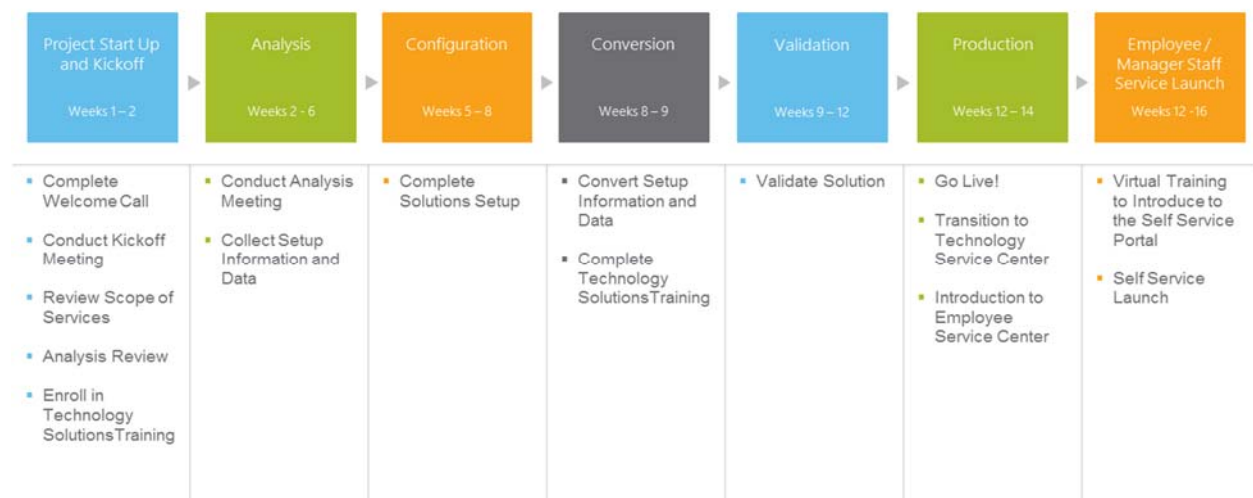 Project Start Up
and Kickoff
Weeks 1 – 2
Analysis
Weeks 2 - 6
Configuration
Weeks 5 – 8
Conversion
Weeks 8 – 9
Validation
Weeks 9 – 12
Production
Weeks 12 – 14
Employee /
Manager Staff
Service Launch
Weeks 12 -16
▪ Complete
Welcome Call
▪ Conduct Kickoff
Meeting
▪ Review Scope of
Services
▪ Analysis Review
▪ Enroll in
Technology
SolutionsTraining
▪ Conduct Analysis
Meeting
▪ Collect Setup
Information and
Data
▪ Complete
Solutions Setup
▪ Convert Setup
Information and
Data
▪ Complete
Technology
SolutionsTraining
▪ Validate Solution
▪ Go Live!
▪ Transition to
Technology
Service Center
▪ Introduction to
Employee
Service Center
▪ Virtual Training
to Introduce to
the Self Service
Portal
▪ Self Service
Launch